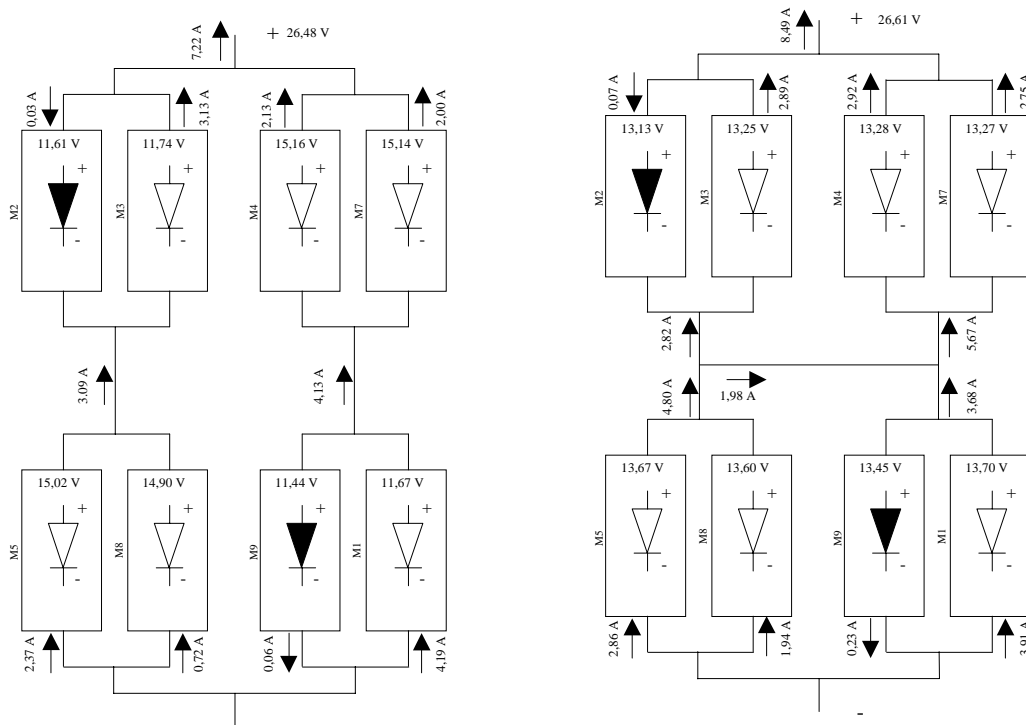 7,22 A
+ 26,48 V
0,03 A
3,13 A
2,13 A
2,00 A
M2
11,61 V
+
-
M3
11,74 V
+
-
M4
15,16 V
+
-
M7
15,14 V
+
-
3.09 A
4,13 A
M5
15,02 V
+
-
M8
14,90 V
+
-
M9
11,44 V
+
-
M1
11,67 V
+
-
2,37 A
0,72 A
0,06 A
4,19 A
8,49 A
+ 26,61 V
0,07 A
2,89 A
2,92 A
2,75 A
M2
13,13 V
+
-
M3
13,25 V
+
-
M4
13,28 V
+
-
M7
13,27 V
+
-
2,82 A
5,67 A
1,98 A
4,80 A
3,68 A
M5
13,67 V
+
-
M8
13,60 V
+
-
M9
13,45 V
+
-
M1
13,70 V
+
-
2,86 A
1,94 A
0,23 A
3,91 A
-